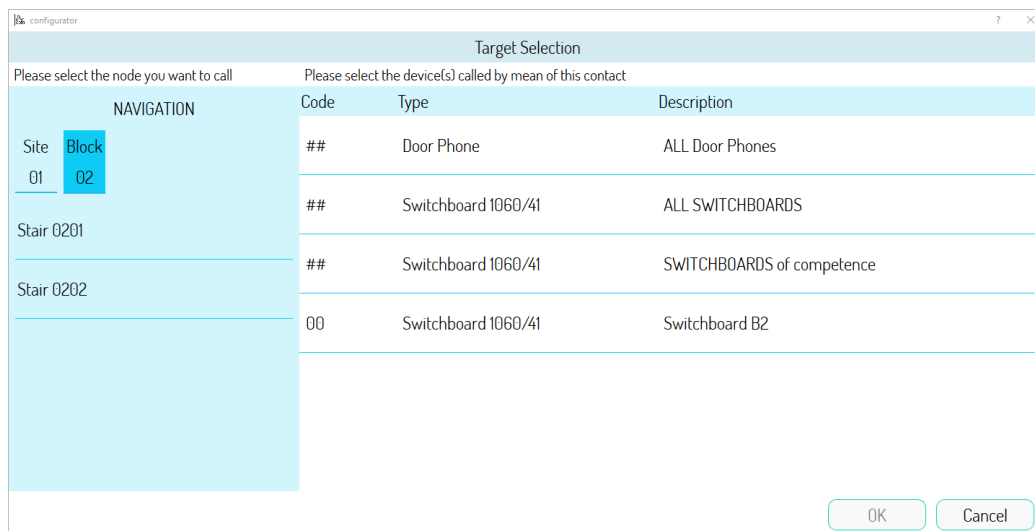 configurator ?
Target Selection
Please select the node you want to call
Please select the device(s) called by mean of this contact
NAVIGATION
Site Block
01 02
Stair 0201
Stair 0202
Code Type Description
## Door Phone ALL Door Phones
## Switchboard 1060/41 ALL SWITCHBOARDS
## Switchboard 1060/41 SWITCHBOARDS of competence
00 Switchboard 1060/41 Switchboard B2
OK Cancel